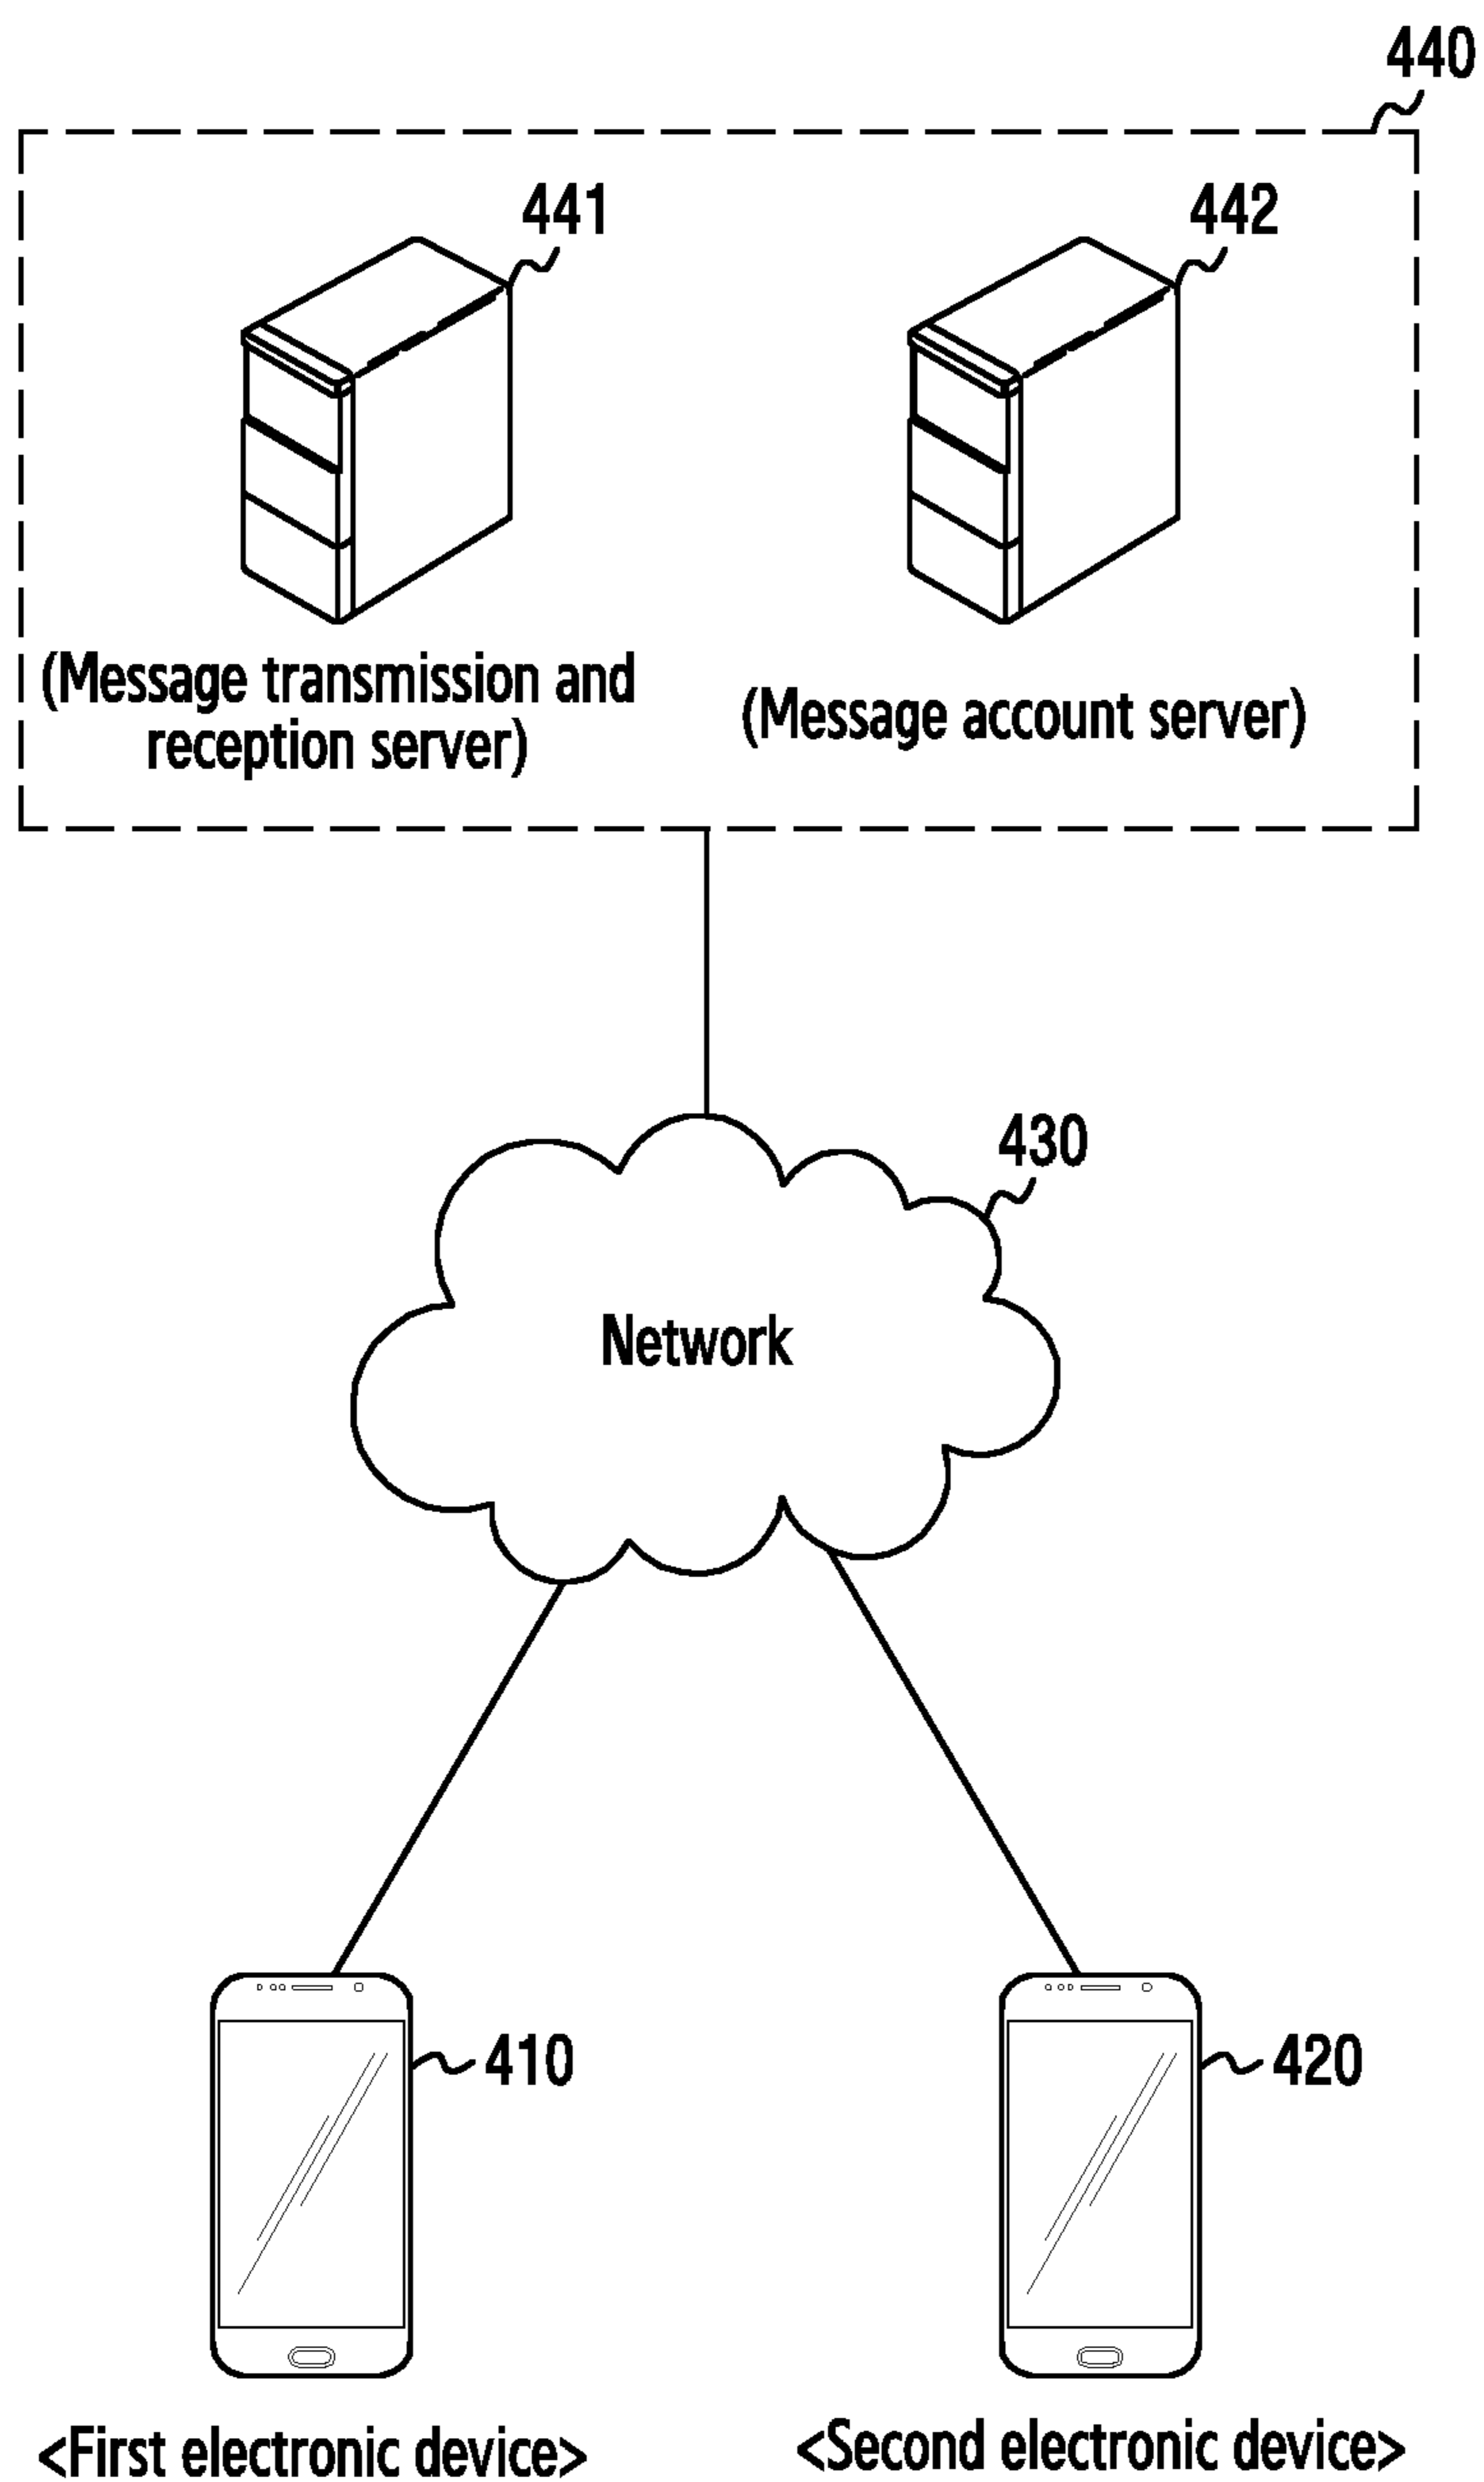 440
441
442
(Message transmission and
reception server)
(Message account server)
430
Network
410
420
<First electronic device>
<Second electronic device>